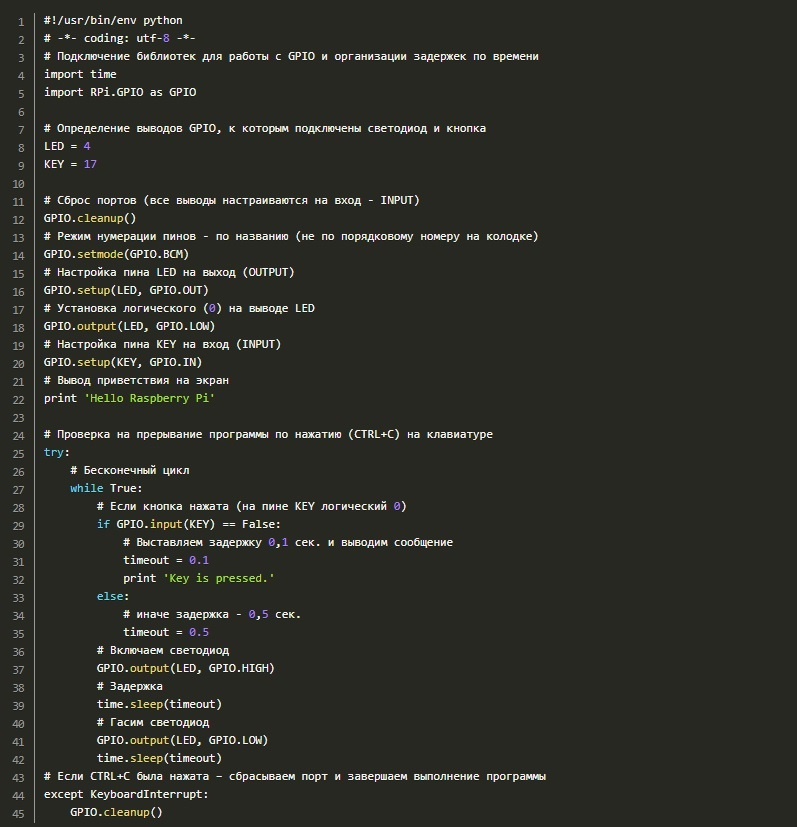 1 #!/usr/bin/env python
2 # -*- coding: utf-8 -*-
3 # Подключение библиотек для работы с GPIO и организации задержек по времени
4 import time
5 import RPi.GPIO as GPIO
6
7 # Определение выводов GPIO, к которым подключены светодиод и кнопка
8 LED = 4
9 KEY = 17
10
11 # Сброс портов (все выводы настраиваются на вход - INPUT)
12 GPIO.cleanup()
13 # Режим нумерации пинов - по названию (не по порядковому номеру на колодке)
14 GPIO.setmode(GPIO.BCM)
15 # Настройка пина LED на выход (OUTPUT)
16 GPIO.setup(LED, GPIO.OUT)
17 # Установка логического (0) на выводе LED
18 GPIO.output(LED, GPIO.LOW)
19 # Настройка пина KEY на вход (INPUT)
20 GPIO.setup(KEY, GPIO.IN)
21 # Вывод приветствия на экран
22 print 'Hello Raspberry Pi'
23
24 # Проверка на прерывание программы по нажатию (CTRL+C) на клавиатуре
25 try:
26     # Бесконечный цикл
27     while True:
28         # Если кнопка нажата (на пине KEY логический 0)
29         if GPIO.input(KEY) == False:
30             # Выставляем задержку 0,1 сек. и выводим сообщение
31             timeout = 0.1
32             print 'Key is pressed.'
33         else:
34             # иначе задержка - 0,5 сек.
35             timeout = 0.5
36         # Включаем светодиод
37         GPIO.output(LED, GPIO.HIGH)
38         # Задержка
39         time.sleep(timeout)
40         # Гасим светодиод
41         GPIO.output(LED, GPIO.LOW)
42         time.sleep(timeout)
43 # Если CTRL+C была нажата – сбрасываем порт и завершаем выполнение программы
44 except KeyboardInterrupt:
45     GPIO.cleanup()